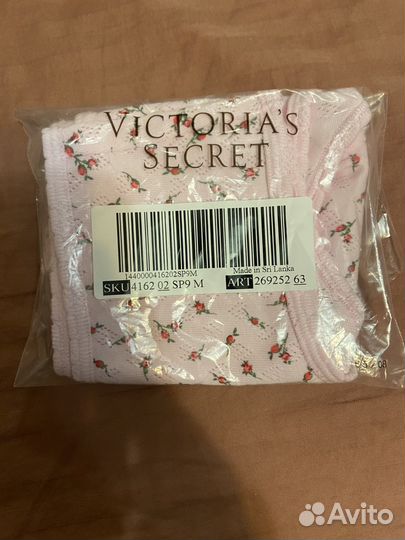 VICTORIA'S
SECRET
1440000416202SP9M
Made in Sri Lanka
SKU 4162 02 SP9 M
ART 269252 63
Avito